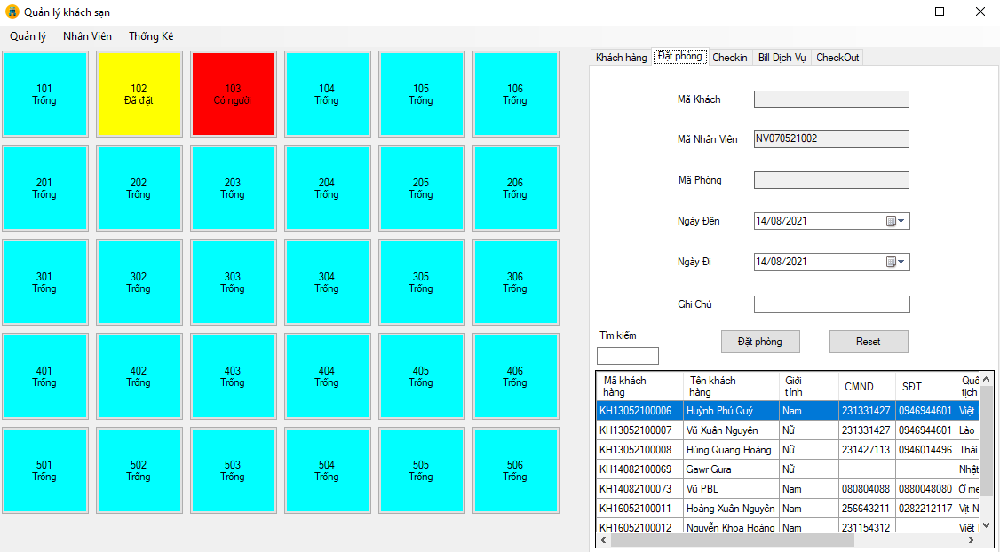 Quản lý khách sạn
Quản lý Nhân Viên Thống Kê
101 102 103 104 105 106
Trống Đã đặt Có người Trống Trống Trống
201 202 203 204 205 206
Trống Trống Trống Trống Trống Trống
301 302 303 304 305 306
Trống Trống Trống Trống Trống Trống
401 402 403 404 405 406
Trống Trống Trống Trống Trống Trống
501 502 503 504 505 506
Trống Trống Trống Trống Trống Trống
Khách hàng Đặt phòng Checkin Bill Dịch Vụ CheckOut
Mã Khách
Mã Nhân Viên NV070521002
Mã Phòng
Ngày Đến 14/08/2021
Ngày Đi 14/08/2021
Ghi Chú
Tìm kiếm
Đặt phòng Reset
Mã khách hàng Tên khách hàng Giới tính CMND SĐT Quố tịch
KH13052100006 Huỳnh Phú Quý Nam 231331427 0946944601 Việt
KH13052100007 Vũ Xuân Nguyên Nữ 231331427 0946944601 Lào
KH13052100008 Hùng Quang Hoàng Nữ 231427113 0946014496 Thái
KH14082100069 Gawr Gura Nữ Nhật
KH14082100073 Vũ PBL Nam 080804088 0880048080 Ở me
KH16052100011 Hoàng Xuân Nguyên Nam 256643211 0282212117 Vịt N
KH16052100012 Nguyễn Khoa Hoàng Nam 231154312 Việt